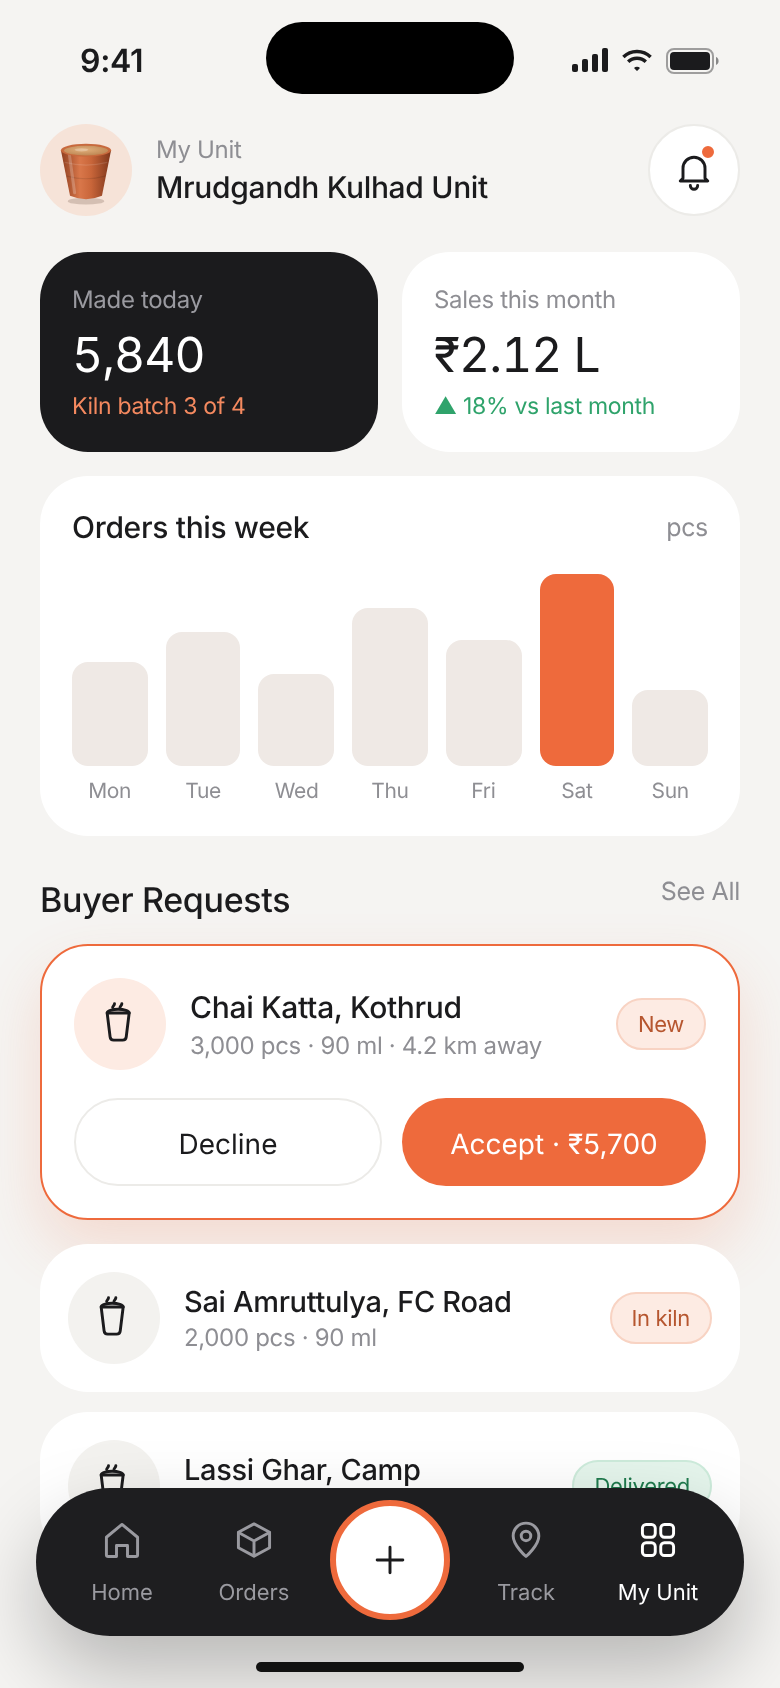 9:41
My Unit
Mrudgandh Kulhad Unit
Made today
5,840
Kiln batch 3 of 4
Sales this month
₹2.12 L
▲ 18% vs last month
Orders this week
pcs
Mon Tue Wed Thu Fri Sat Sun
Buyer Requests
See All
Chai Katta, Kothrud
3,000 pcs · 90 ml · 4.2 km away
New
Decline
Accept · ₹5,700
Sai Amruttulya, FC Road
2,000 pcs · 90 ml
In kiln
Lassi Ghar, Camp
Delivered
Home
Orders
Track
My Unit